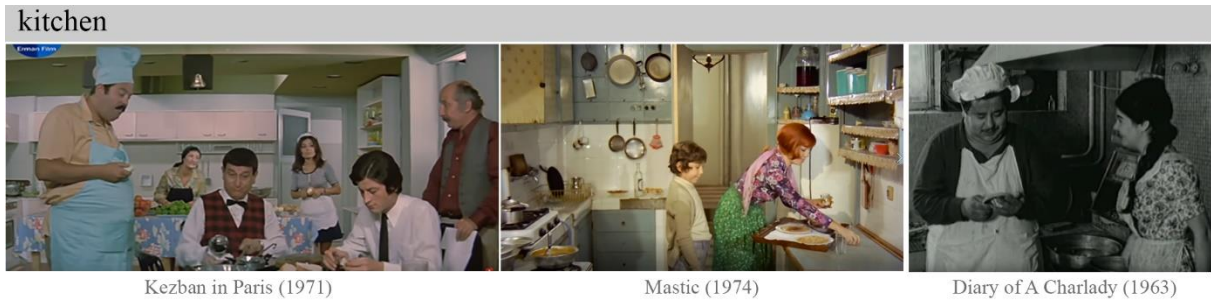 kitchen
Erman Film
Kezban in Paris (1971)
Mastic (1974)
Diary of A Charlady (1963)